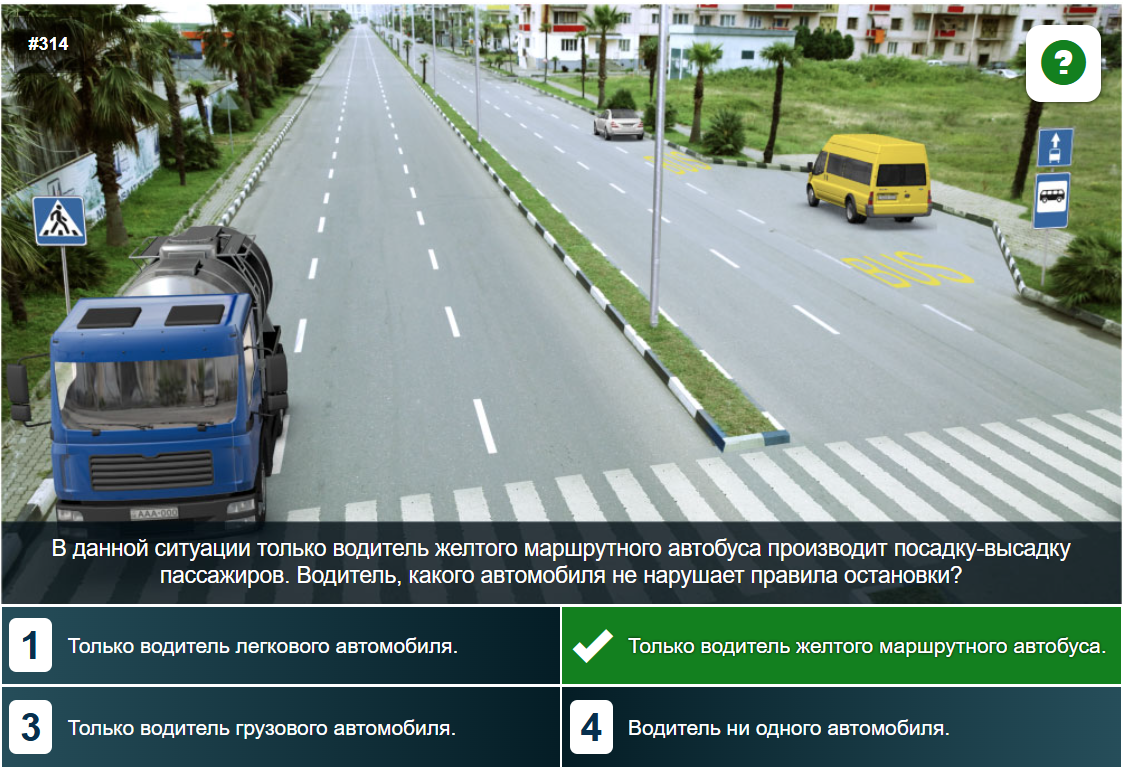 #314
?
BUS
BUS
AAA-000
В данной ситуации только водитель желтого маршрутного автобуса производит посадку-высадку
пассажиров. Водитель, какого автомобиля не нарушает правила остановки?
1 Только водитель легкового автомобиля.
Только водитель желтого маршрутного автобуса.
3 Только водитель грузового автомобиля.
4 Водитель ни одного автомобиля.